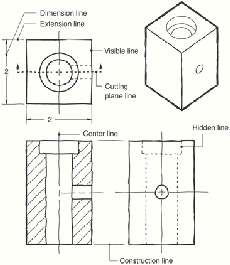 Dimension line
Extension line
Visible line
2
Cutting
plane line
2
Center line
Hidden line
Construction line